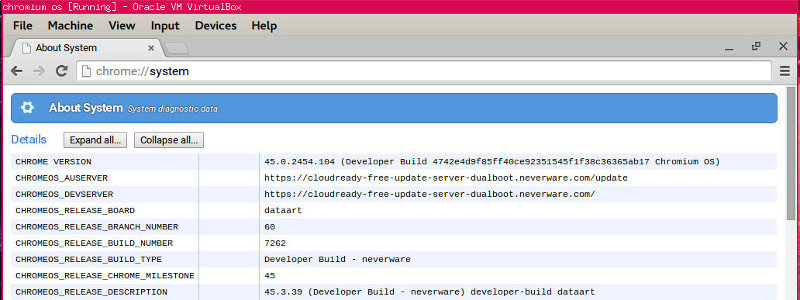 chromium os [Running] - Oracle VM VirtualBox
File Machine View Input Devices Help
About System
chrome://system
About System System diagnostic data
Details Expand all... Collapse all...
CHROME VERSION 45.0.2454.104 (Developer Build 4742e4d9f85ff40ce92351545f1f38c36365ab17 Chromium OS)
CHROMEOS_AUSERVER https://cloudready-free-update-server-dualboot.neverware.com/update
CHROMEOS_DEVSERVER https://cloudready-free-update-server-dualboot.neverware.com/
CHROMEOS_RELEASE_BOARD dataart
CHROMEOS_RELEASE_BRANCH_NUMBER 60
CHROMEOS_RELEASE_BUILD_NUMBER 7262
CHROMEOS_RELEASE_BUILD_TYPE Developer Build - neverware
CHROMEOS_RELEASE_CHROME_MILESTONE 45
CHROMEOS_RELEASE_DESCRIPTION 45.3.39 (Developer Build - neverware) developer-build dataart